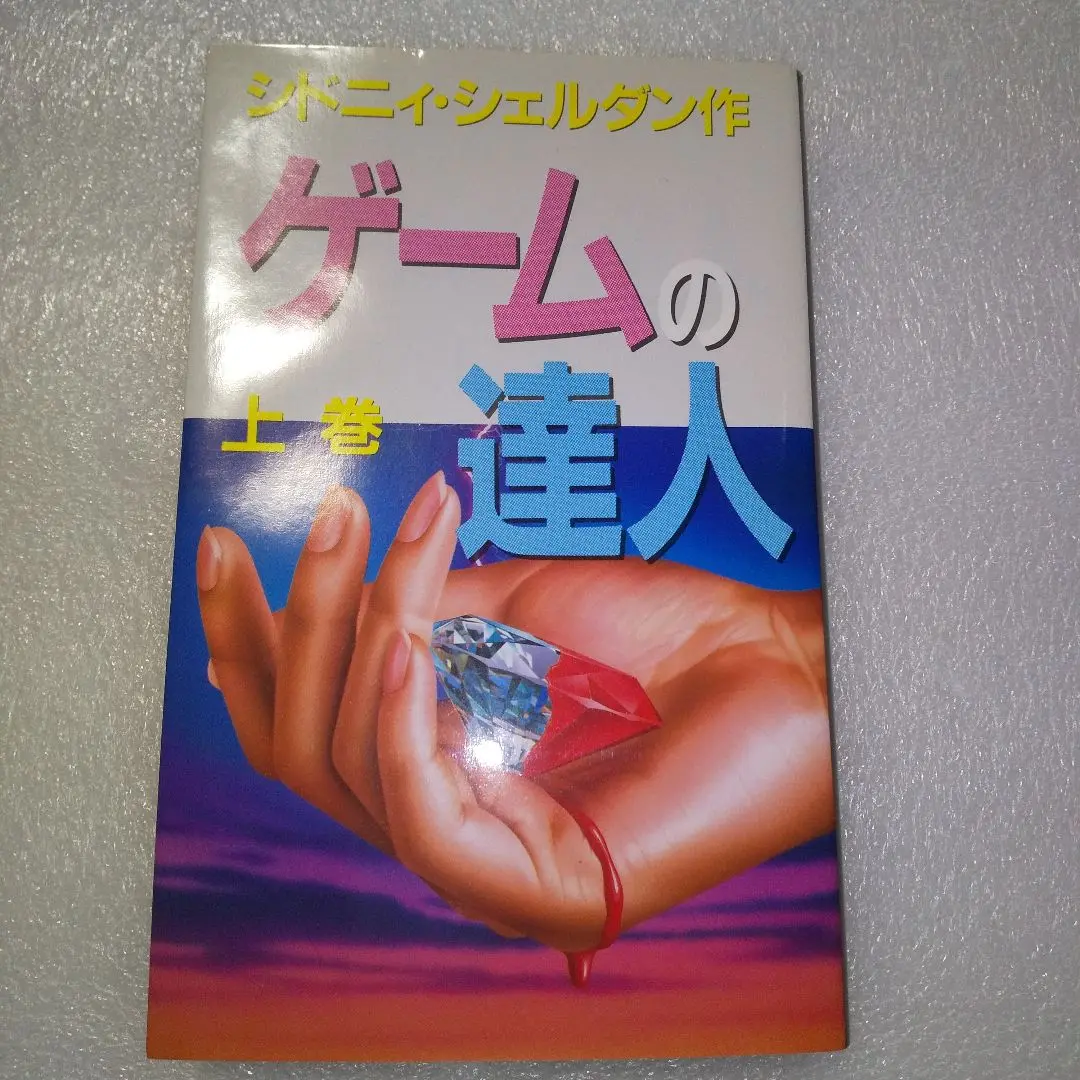 シドニィ・シェルダン作
ゲームの
達人
上巻